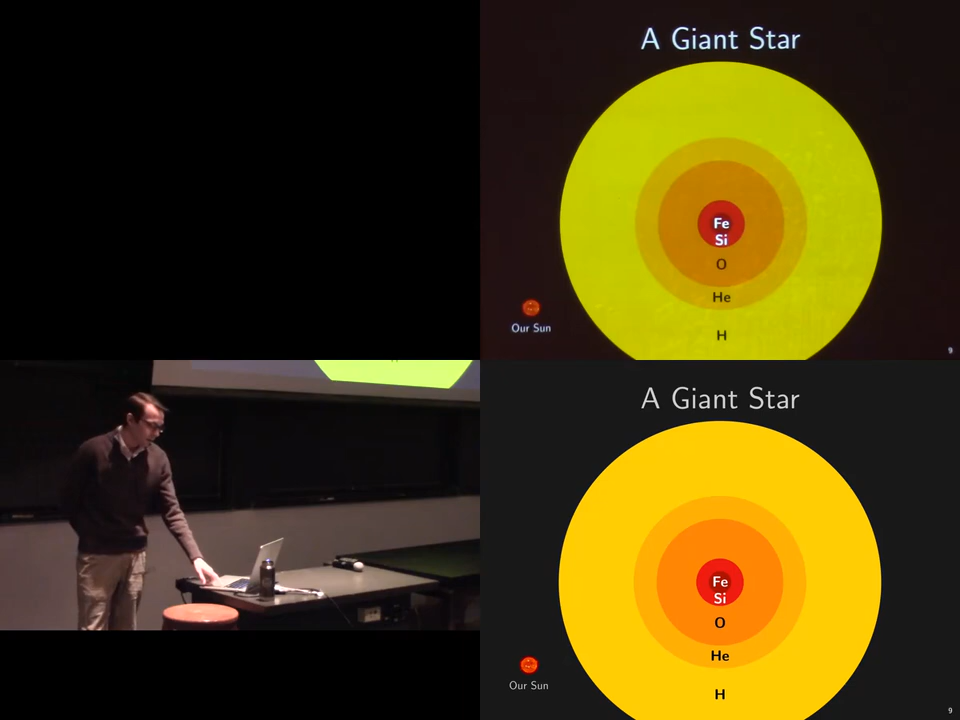 A Giant Star
Fe
Si
O
He
H
Our Sun
9
A Giant Star
Fe
Si
O
He
H
Our Sun
9